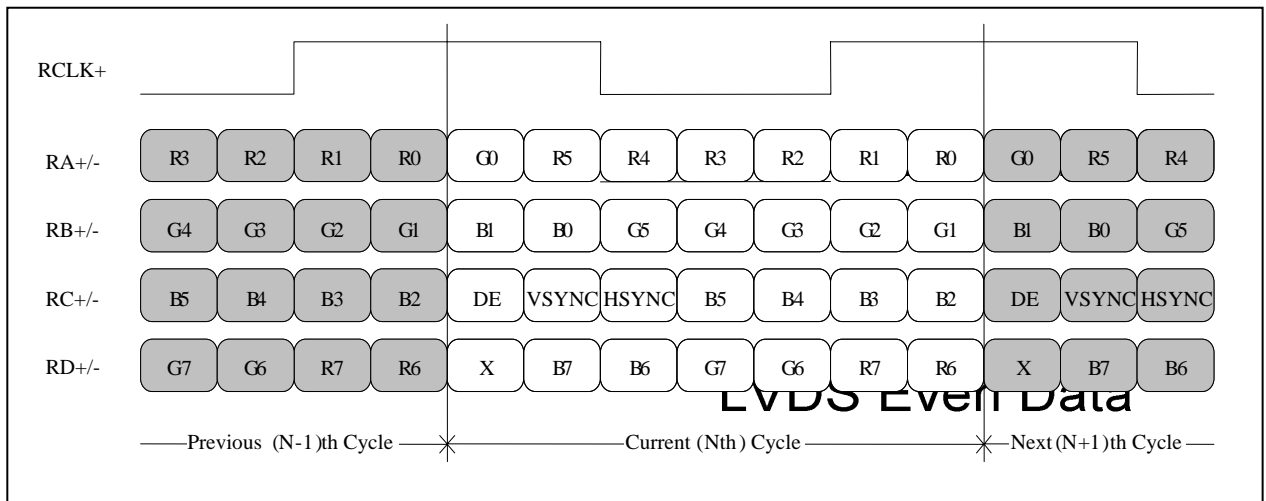 RCLK+
RA+/- R3 R2 R1 R0 G0 R5 R4 R3 R2 R1 R0 G0 R5 R4
RB+/- G4 G3 G2 G1 B1 B0 G5 G4 G3 G2 G1 B1 B0 G5
RC+/- B5 B4 B3 B2 DE VSYNC HSYNC B5 B4 B3 B2 DE VSYNC HSYNC
RD+/- G7 G6 R7 R6 X B7 B6 G7 G6 R7 R6 X B7 B6
LVDS Even Data
Previous (N-1)th Cycle Current (Nth) Cycle Next (N+1)th Cycle